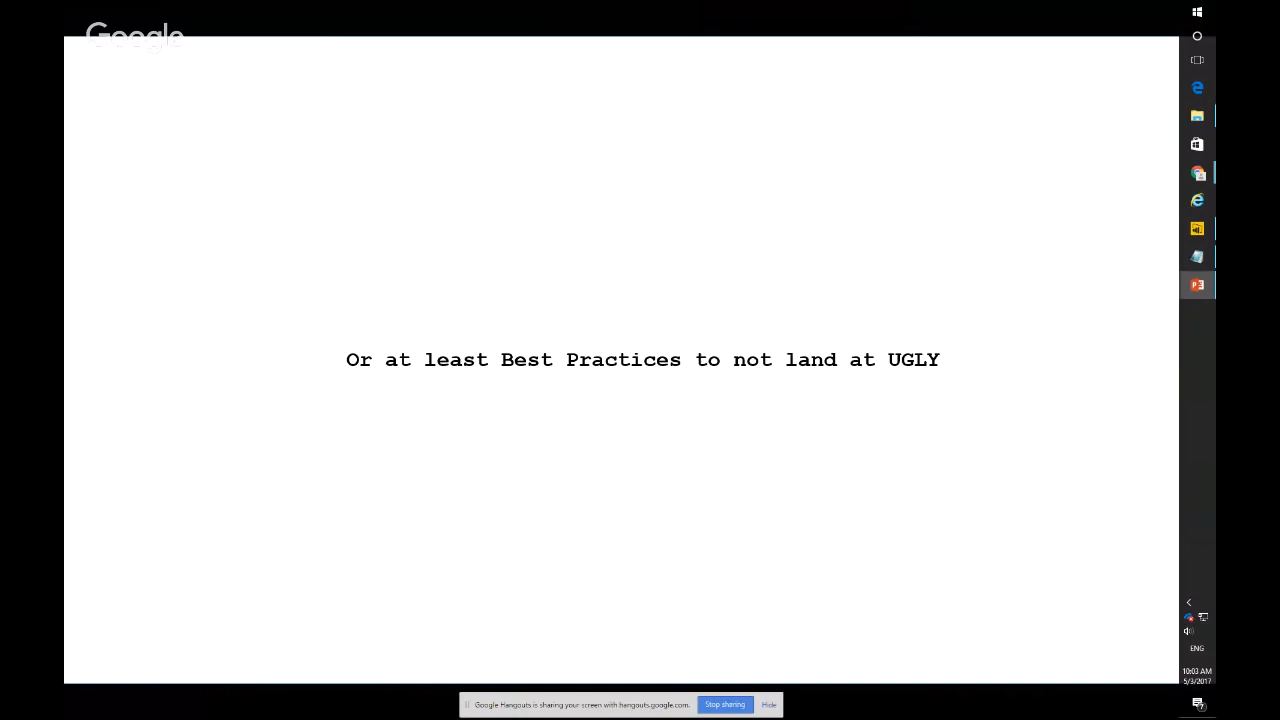 Google
Or at least Best Practices to not land at UGLY
ENG
10:03 AM
5/3/2017
Google Hangouts is sharing your screen with hangouts.google.com.
Stop sharing
Hide